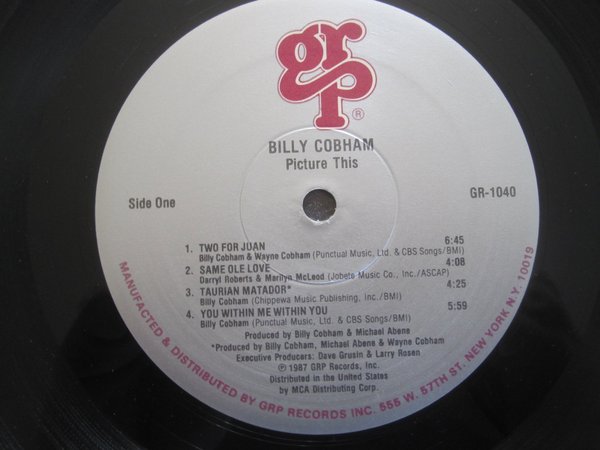 grp®
BILLY COBHAM
Picture This
Side One
GR-1040
1. TWO FOR JUAN 6:45
Billy Cobham & Wayne Cobham (Punctual Music, Ltd. & CBS Songs/BMI)
2. SAME OLE LOVE 4:08
Darryl Roberts & Marilyn McLeod (Jobete Music Co., Inc./ASCAP)
3. TAURIAN MATADOR* 4:25
Billy Cobham (Chippewa Music Publishing, Inc./BMI)
4. YOU WITHIN ME WITHIN YOU 5:59
Billy Cobham (Punctual Music, Ltd. & CBS Songs/BMI)
Produced by Billy Cobham & Michael Abene
*Produced by Billy Cobham, Michael Abene & Wayne Cobham
Executive Producers: Dave Grusin & Larry Rosen
℗ 1987 GRP Records, Inc.
Distributed in the United States
by MCA Distributing Corp.
MANUFACTED & DISTRIBUTED BY GRP RECORDS INC. 555 W. 57TH ST. NEW YORK N.Y. 10019